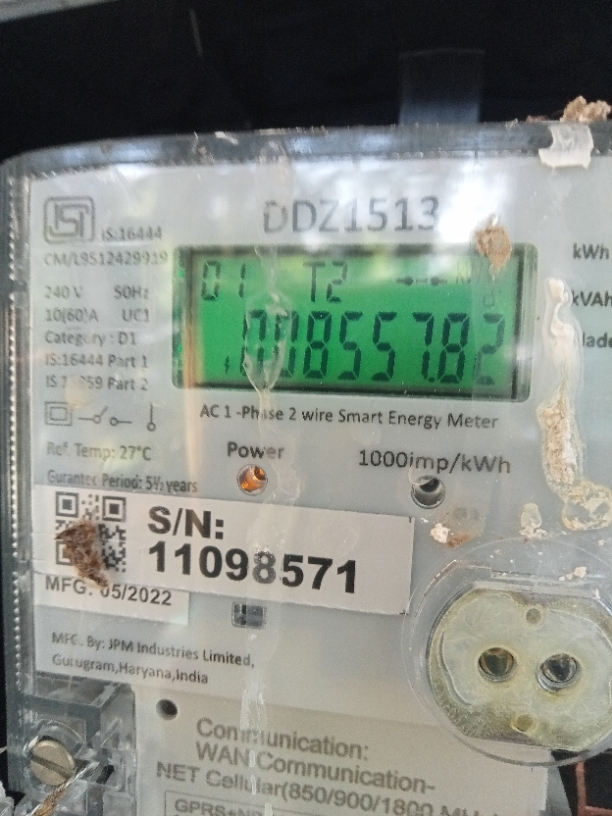 DDZ1513
ISI
IS:16444
CM/L9512429919
240 V 50Hz
10(60)A UC1
Category : D1
IS:16444 Part 1
Part 2
01 T2
008557.82
kWh
kVAh
AC 1 -Phase 2 wire Smart Energy Meter
Ref. Temp: 27°C
Gurantee Period: 5½ years
Power
1000imp/kWh
S/N:
11098571
MFG: 05/2022
MFG. By: JPM Industries Limited,
Gurugram,Haryana,India
Communication:
WAN Communication-
NET Cellular(850/900/1800